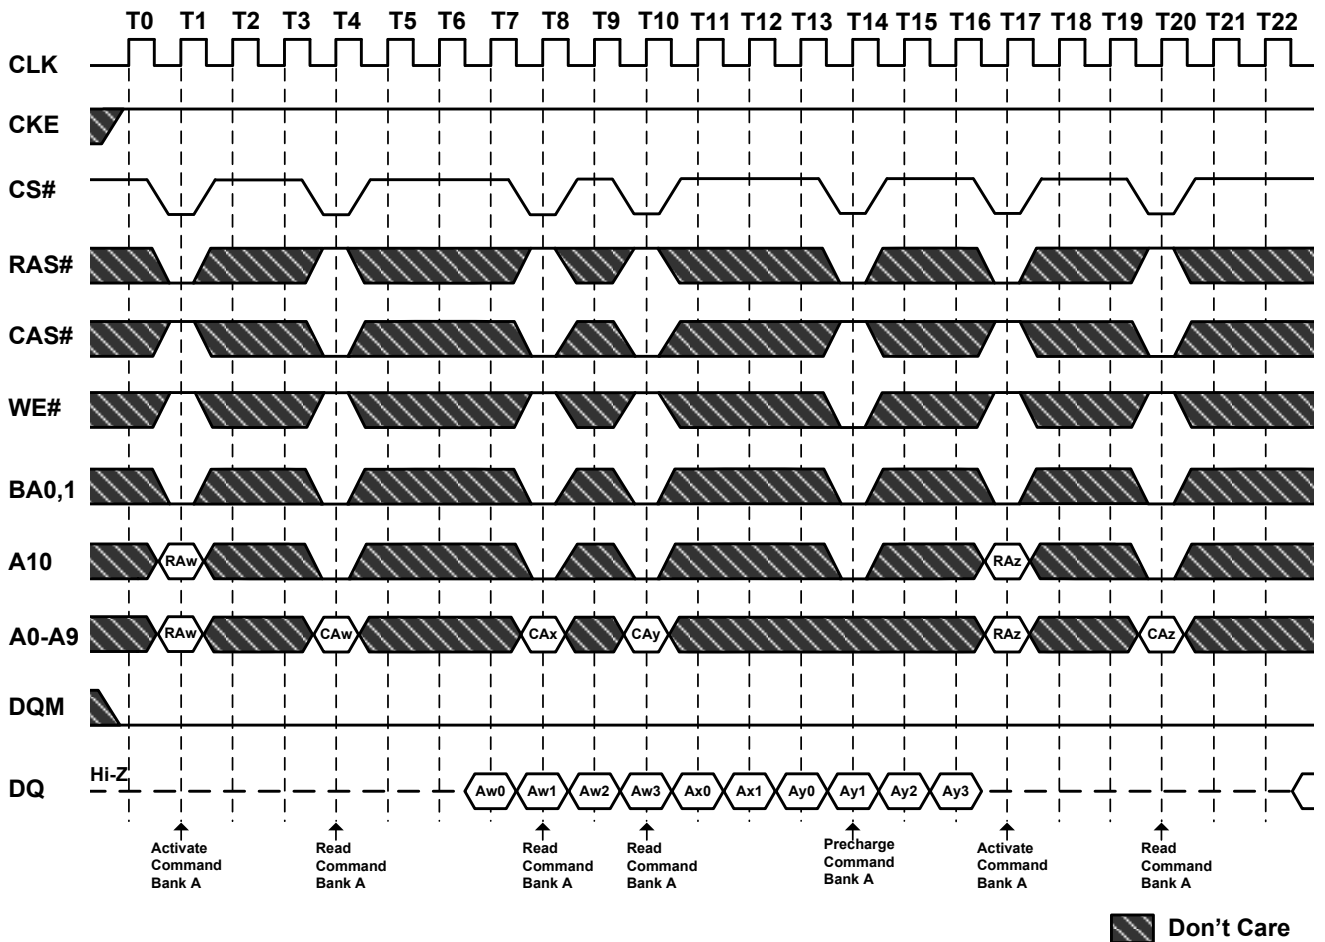 T0 T1 T2 T3 T4 T5 T6 T7 T8 T9 T10 T11 T12 T13 T14 T15 T16 T17 T18 T19 T20 T21 T22
CLK
CKE
CS#
RAS#
CAS#
WE#
BA0,1
A10 RAw RAz
A0-A9 RAw CAw CAx CAy RAz CAz
DQM
Hi-Z
DQ Aw0 Aw1 Aw2 Aw3 Ax0 Ax1 Ay0 Ay1 Ay2 Ay3
Activate
Command
Bank A
Read
Command
Bank A
Read
Command
Bank A
Read
Command
Bank A
Precharge
Command
Bank A
Activate
Command
Bank A
Read
Command
Bank A
Don't Care